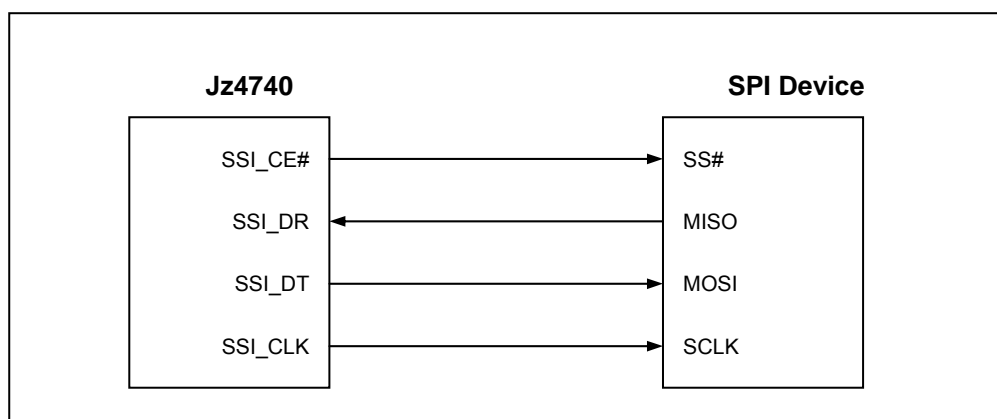 Jz4740 SPI Device
SSI_CE# SS#
SSI_DR MISO
SSI_DT MOSI
SSI_CLK SCLK